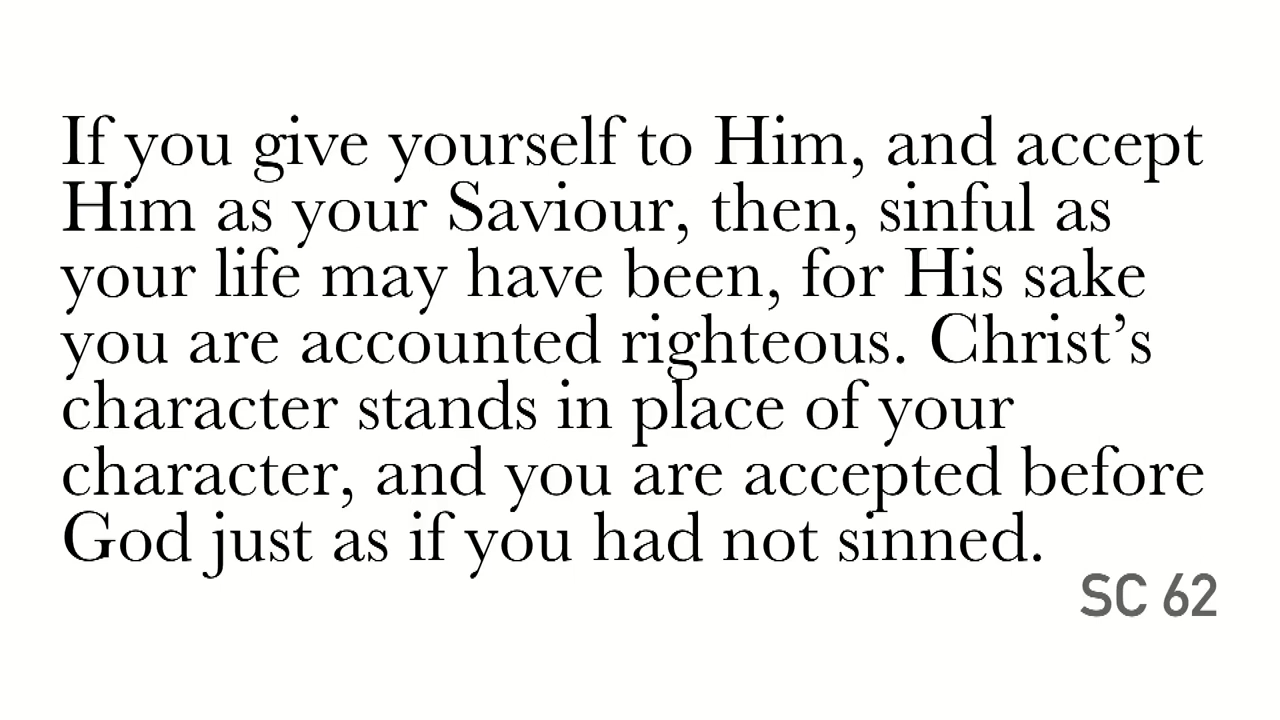 If you give yourself to Him, and accept
Him as your Saviour, then, sinful as
your life may have been, for His sake
you are accounted righteous. Christ’s
character stands in place of your
character, and you are accepted before
God just as if you had not sinned.
SC 62